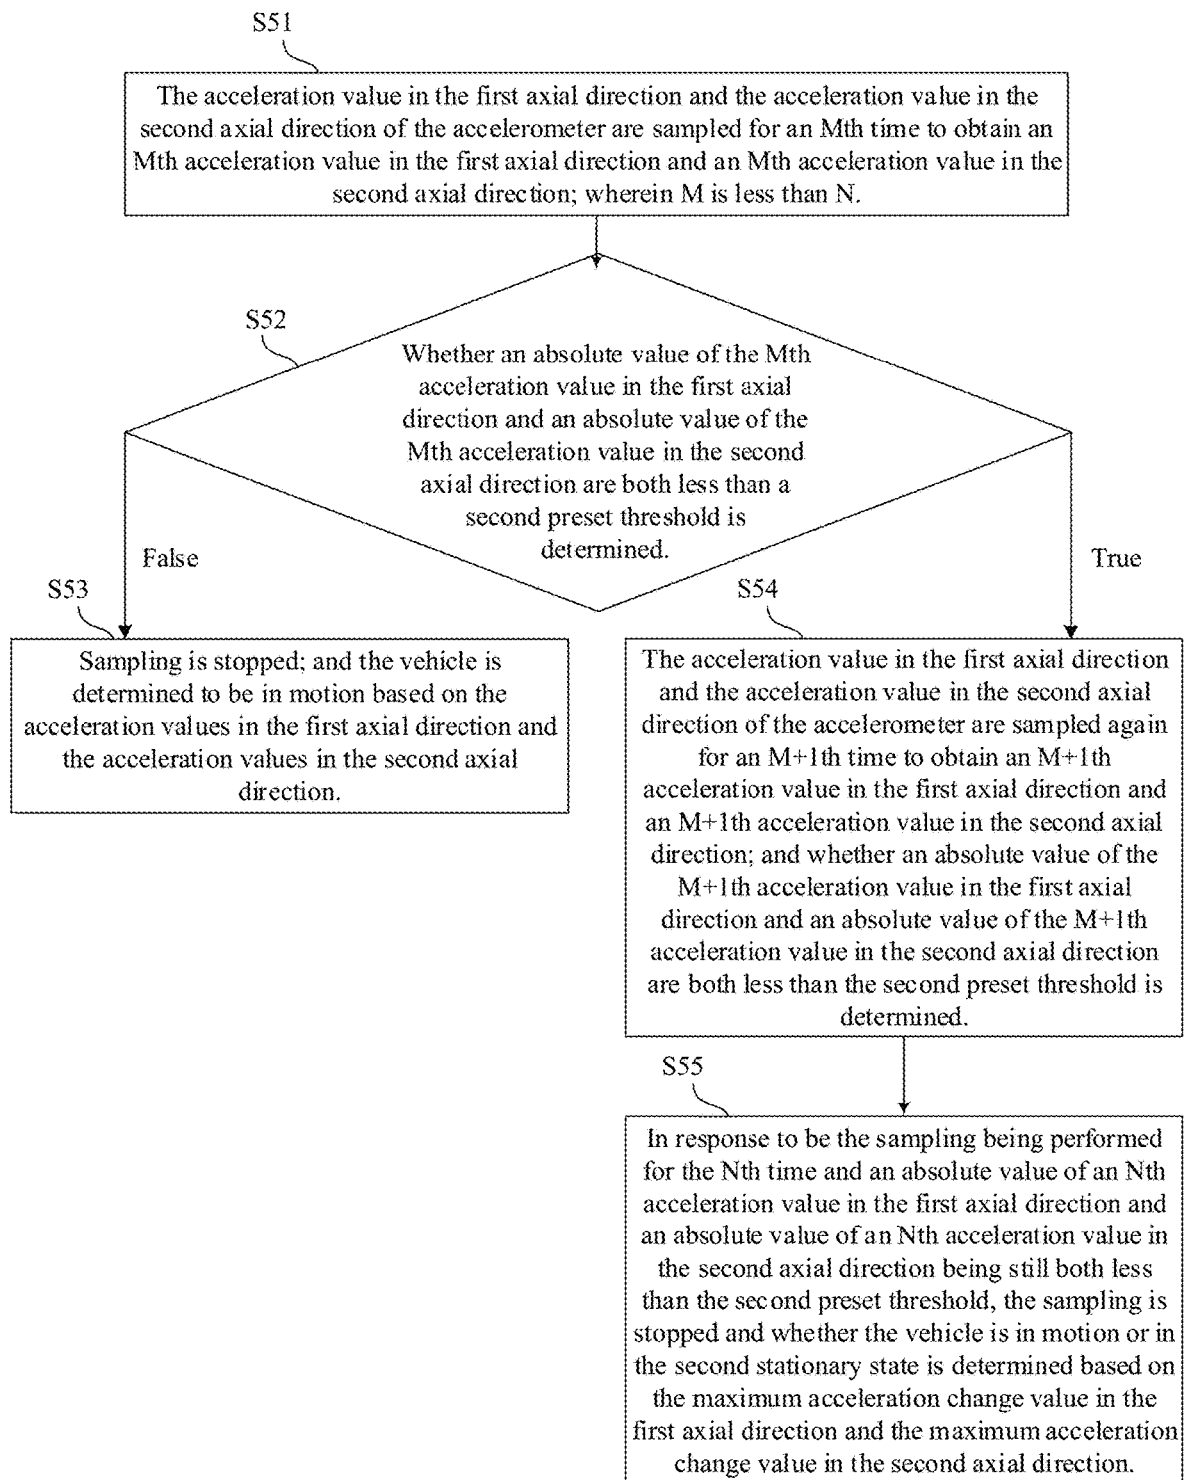 S51
The acceleration value in the first axial direction and the acceleration value in the
second axial direction of the accelerometer are sampled for an Mth time to obtain an
Mth acceleration value in the first axial direction and an Mth acceleration value in the
second axial direction; wherein M is less than N.
S52
Whether an absolute value of the Mth
acceleration value in the first axial
direction and an absolute value of the
Mth acceleration value in the second
axial direction are both less than a
second preset threshold is
determined.
False
True
S53
Sampling is stopped; and the vehicle is
determined to be in motion based on the
acceleration values in the first axial direction and
the acceleration values in the second axial
direction.
S54
The acceleration value in the first axial direction
and the acceleration value in the second axial
direction of the accelerometer are sampled again
for an M+1th time to obtain an M+1th
acceleration value in the first axial direction and
an M+1th acceleration value in the second axial
direction; and whether an absolute value of the
M+1th acceleration value in the first axial
direction and an absolute value of the M+1th
acceleration value in the second axial direction
are both less than the second preset threshold is
determined.
S55
In response to be the sampling being performed
for the Nth time and an absolute value of an Nth
acceleration value in the first axial direction and
an absolute value of an Nth acceleration value in
the second axial direction being still both less
than the second preset threshold, the sampling is
stopped and whether the vehicle is in motion or in
the second stationary state is determined based on
the maximum acceleration change value in the
first axial direction and the maximum acceleration
change value in the second axial direction.